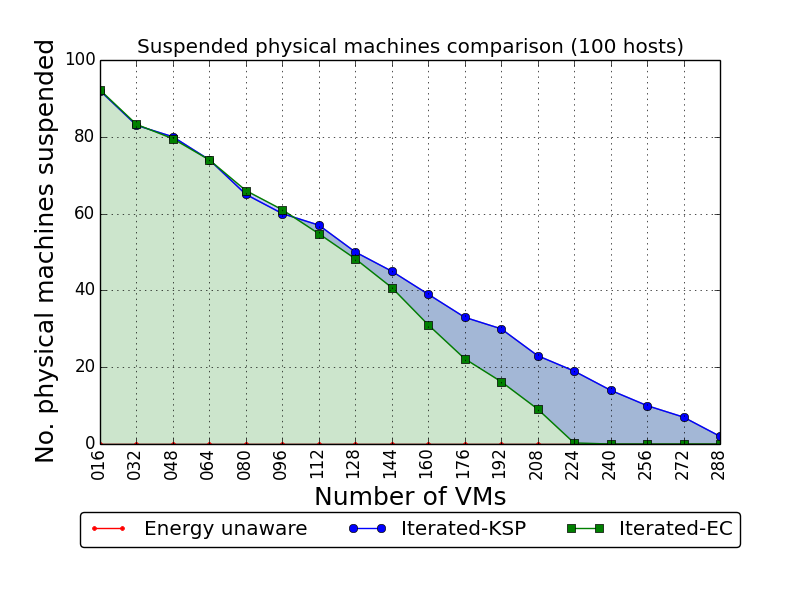 Suspended physical machines comparison (100 hosts)
No. physical machines suspended
100
80
60
40
20
0
016 032 048 064 080 096 112 128 144 160 176 192 208 224 240 256 272 288
Number of VMs
Energy unaware Iterated-KSP Iterated-EC